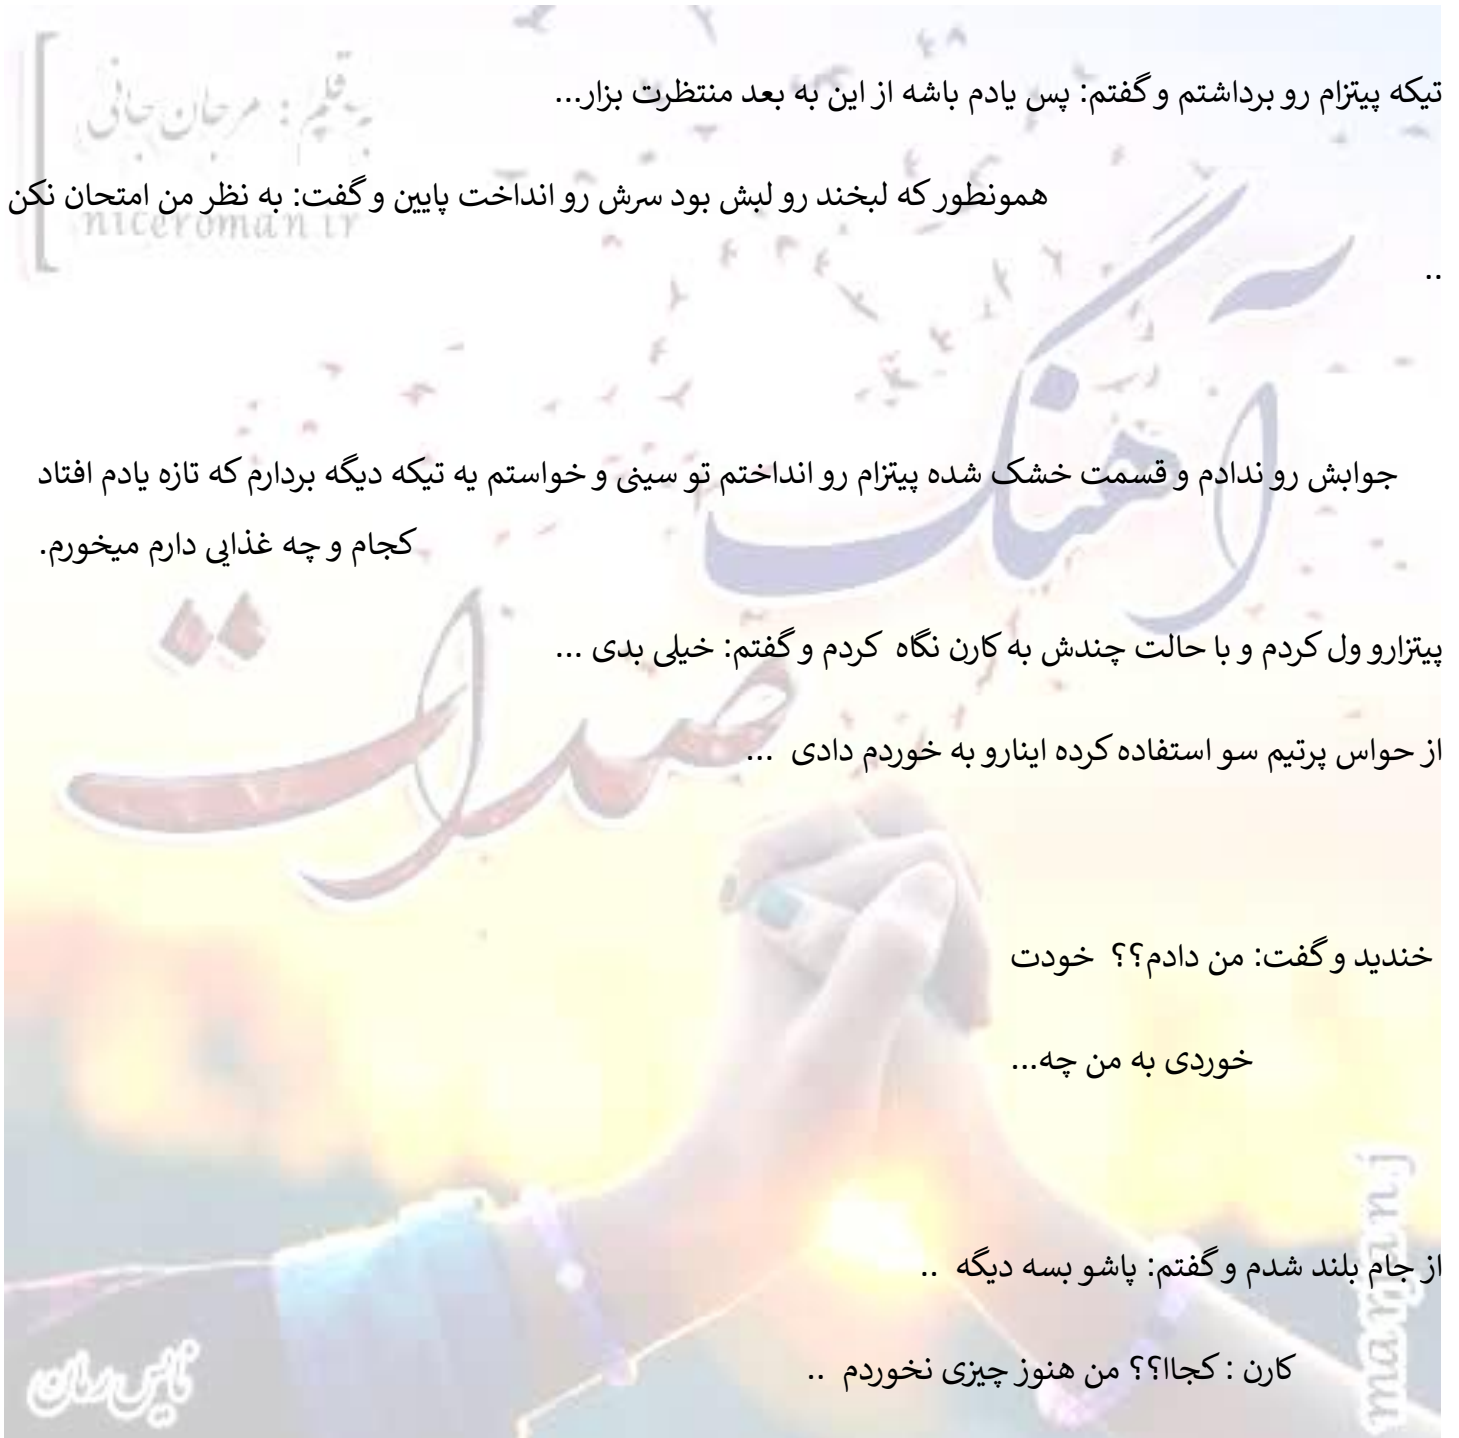 به قلم : مرجان جانی
niceroman.ir
تیکه پیتزام رو برداشتم و گفتم: پس یادم باشه از این به بعد منتظرت بزار...
همونطور که لبخند رو لبش بود سرش رو انداخت پایین و گفت: به نظر من امتحان نکن
..
آهنگ
جوابش رو ندادم و قسمت خشک شده پیتزام رو انداختم تو سینی و خواستم یه تیکه دیگه بردارم که تازه یادم افتاد
کجام و چه غذایی دارم میخورم.
صدات
پیتزارو ول کردم و با حالت چندش به کارن نگاه کردم و گفتم: خیلی بدی ...
از حواس پرتیم سو استفاده کرده اینارو به خوردم دادی ...
خندید و گفت: من دادم؟؟ خودت
خوردی به من چه...
از جام بلند شدم و گفتم: پاشو بسه دیگه ..
کارن : کجاا؟؟ من هنوز چیزی نخوردم ..
marjan.j
نایس رمان